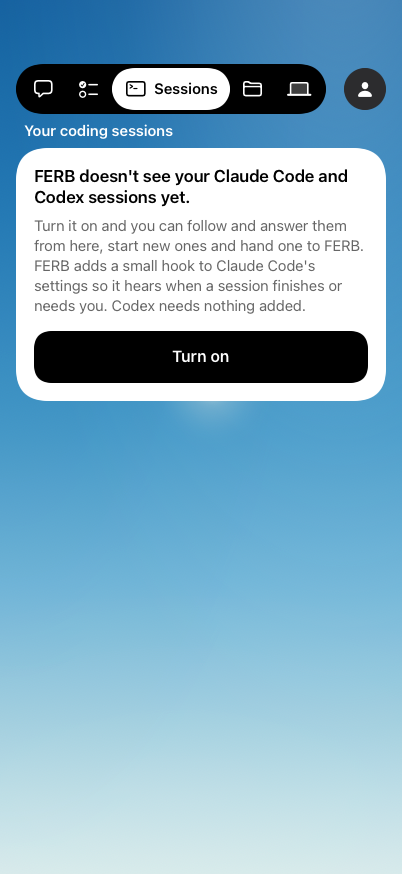 Sessions
Your coding sessions
FERB doesn't see your Claude Code and
Codex sessions yet.
Turn it on and you can follow and answer them
from here, start new ones and hand one to FERB.
FERB adds a small hook to Claude Code's
settings so it hears when a session finishes or
needs you. Codex needs nothing added.
Turn on